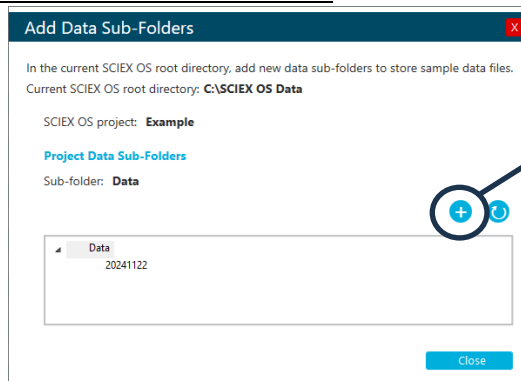 Add Data Sub-Folders
X
In the current SCIEX OS root directory, add new data sub-folders to store sample data files.
Current SCIEX OS root directory: C:\SCIEX OS Data
SCIEX OS project: Example
Project Data Sub-Folders
Sub-folder: Data
Data
20241122
Close